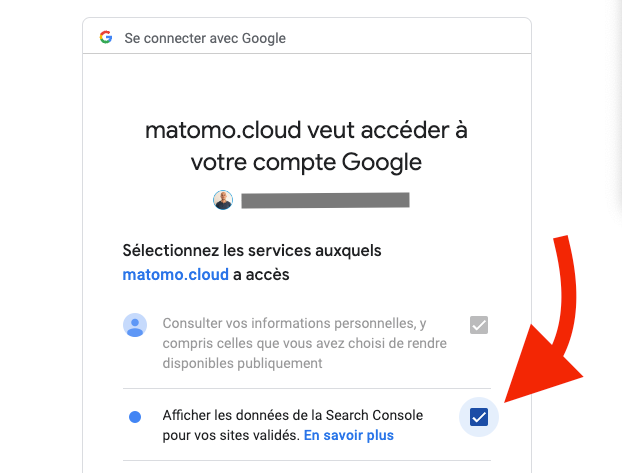 Se connecter avec Google
matomo.cloud veut accéder à
votre compte Google
Sélectionnez les services auxquels
matomo.cloud a accès
Consulter vos informations personnelles, y
compris celles que vous avez choisi de rendre
disponibles publiquement
Afficher les données de la Search Console
pour vos sites validés. En savoir plus